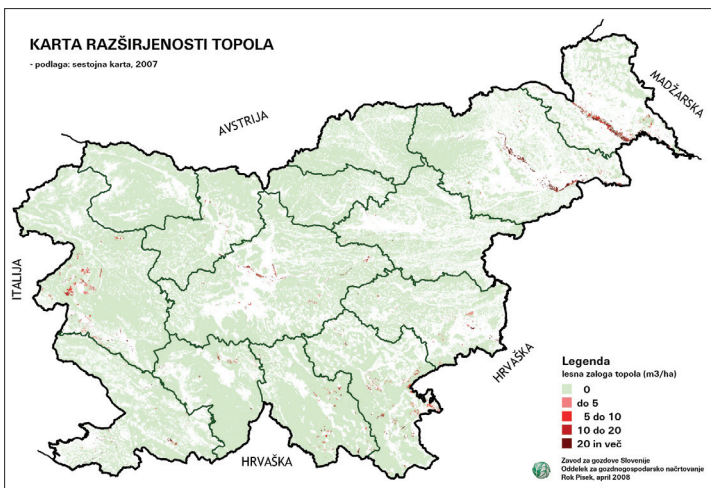 KARTA RAZŠIRJENOSTI TOPOLA
- podlaga: sestojna karta, 2007
AVSTRIJA
MADŽARSKA
ITALIJA
HRVAŠKA
HRVAŠKA
Legenda
lesna zaloga topola (m3/ha)
0
do 5
5 do 10
10 do 20
20 in več
Zavod za gozdove Slovenije
Oddelek za gozdnogospodarsko načrtovanje
Rok Pisek, april 2008